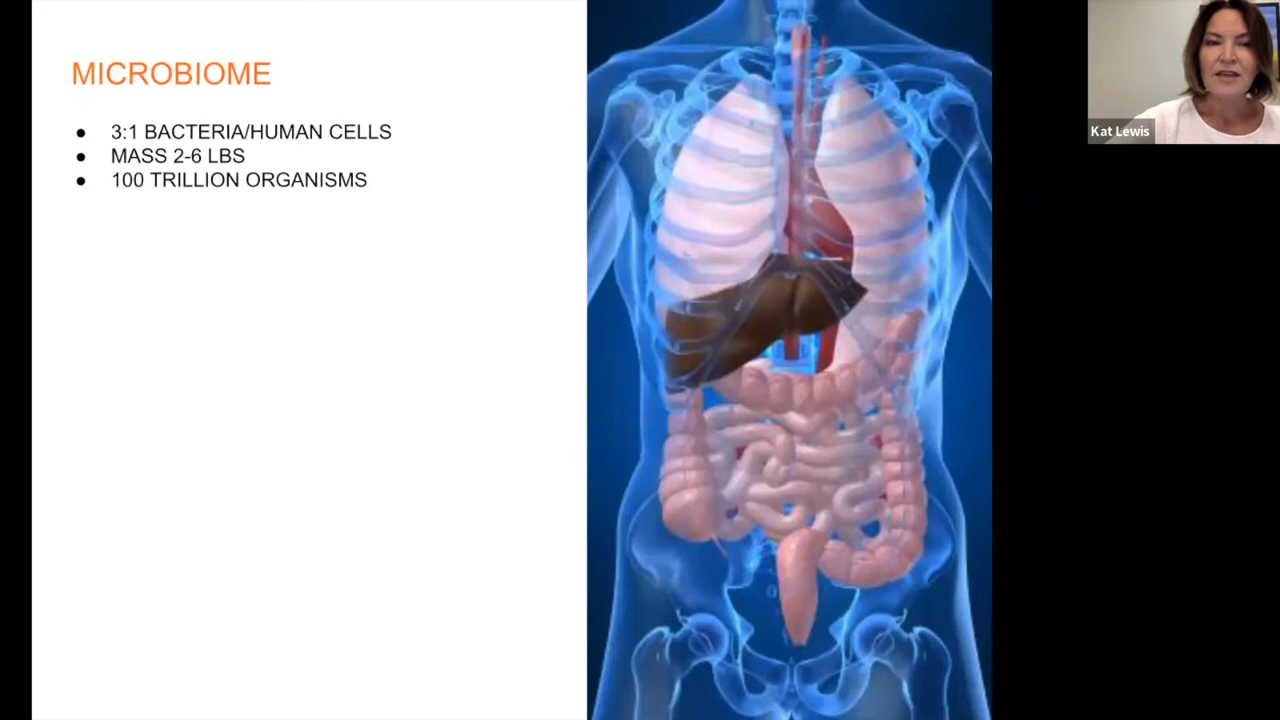 MICROBIOME
● 3:1 BACTERIA/HUMAN CELLS
● MASS 2-6 LBS
● 100 TRILLION ORGANISMS
Kat Lewis